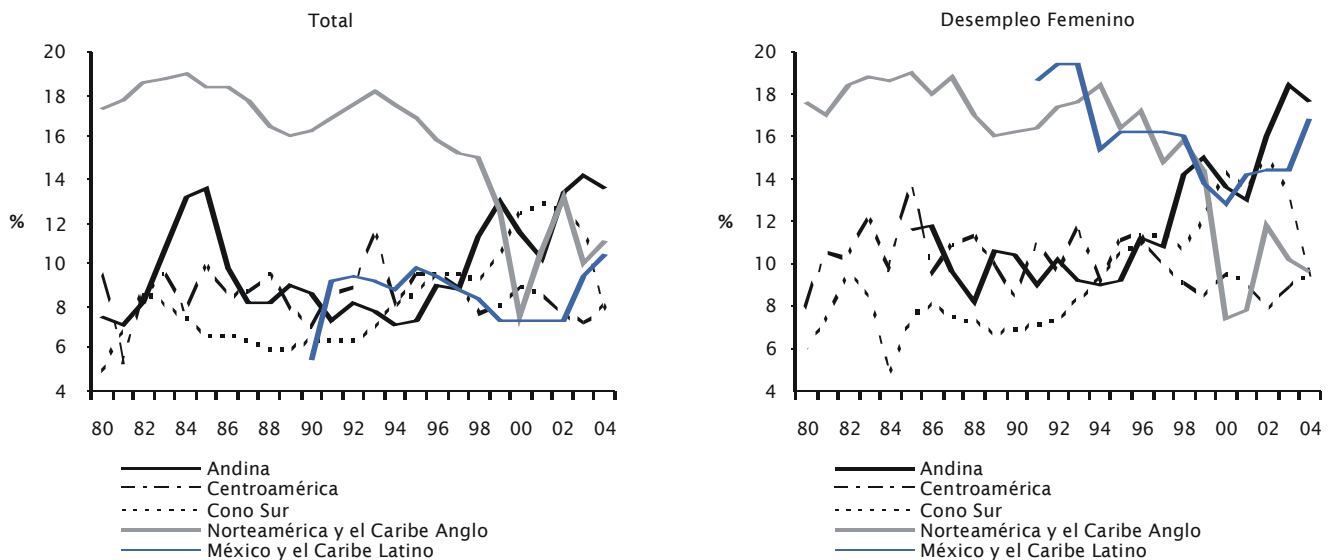 Total
20
18
16
14
12
%
10
8
6
4
80 82 84 86 88 90 92 94 96 98 00 02 04
Andina
Centroamérica
Cono Sur
Norteamérica y el Caribe Anglo
México y el Caribe Latino
Desempleo Femenino
20
18
16
14
12
%
10
8
6
4
80 82 84 86 88 90 92 94 96 98 00 02 04
Andina
Centroamérica
Cono Sur
Norteamérica y el Caribe Anglo
México y el Caribe Latino